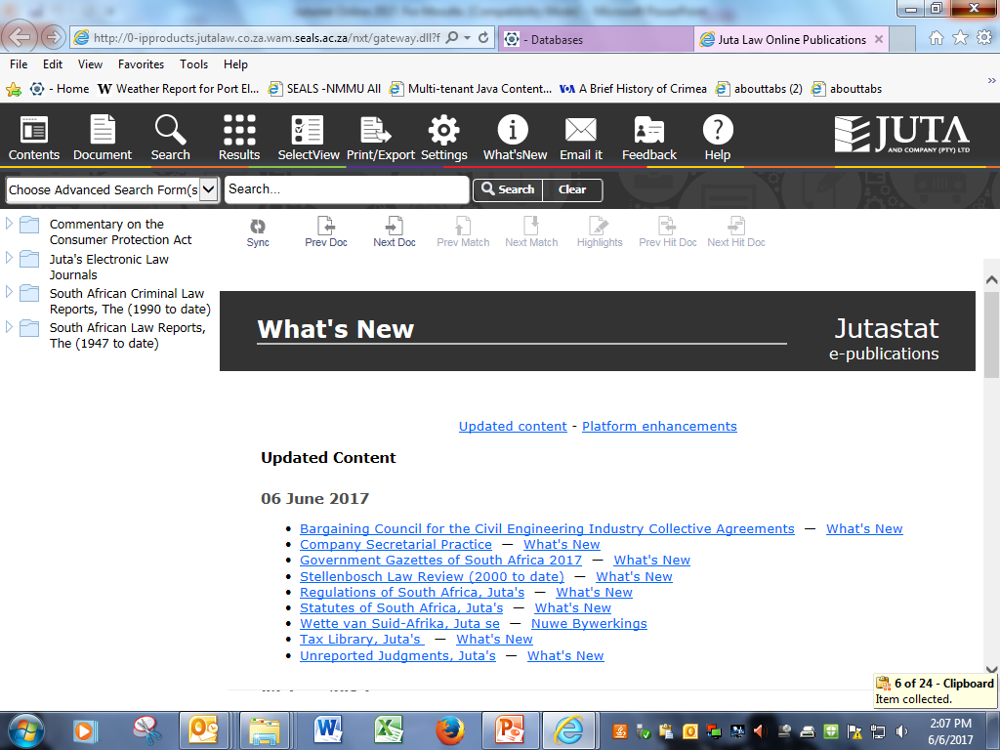 http://0-ipproducts.jutalaw.co.za.wam.seals.ac.za/nxt/gateway.dll?f
- Databases
Juta Law Online Publications
File Edit View Favorites Tools Help
- Home
Weather Report for Port El...
SEALS -NMMU All
Multi-tenant Java Content...
VOA A Brief History of Crimea
abouttabs (2)
abouttabs
Contents Document Search Results SelectView Print/Export Settings What'sNew Email it Feedback Help
JUTA
AND COMPANY (PTY) LTD
Choose Advanced Search Form(s
Search...
Search
Clear
Commentary on the
Consumer Protection Act
Juta's Electronic Law
Journals
South African Criminal Law
Reports, The (1990 to date)
South African Law Reports,
The (1947 to date)
Sync Prev Doc Next Doc Prev Match Next Match Highlights Prev Hit Doc Next Hit Doc
What's New
Jutastat
e-publications
Updated content - Platform enhancements
Updated Content
06 June 2017
• Bargaining Council for the Civil Engineering Industry Collective Agreements — What's New
• Company Secretarial Practice — What's New
• Government Gazettes of South Africa 2017 — What's New
• Stellenbosch Law Review (2000 to date) — What's New
• Regulations of South Africa, Juta's — What's New
• Statutes of South Africa, Juta's — What's New
• Wette van Suid-Afrika, Juta se — Nuwe Bywerkings
• Tax Library, Juta's — What's New
• Unreported Judgments, Juta's — What's New
6 of 24 - Clipboard
Item collected.
2:07 PM
6/6/2017